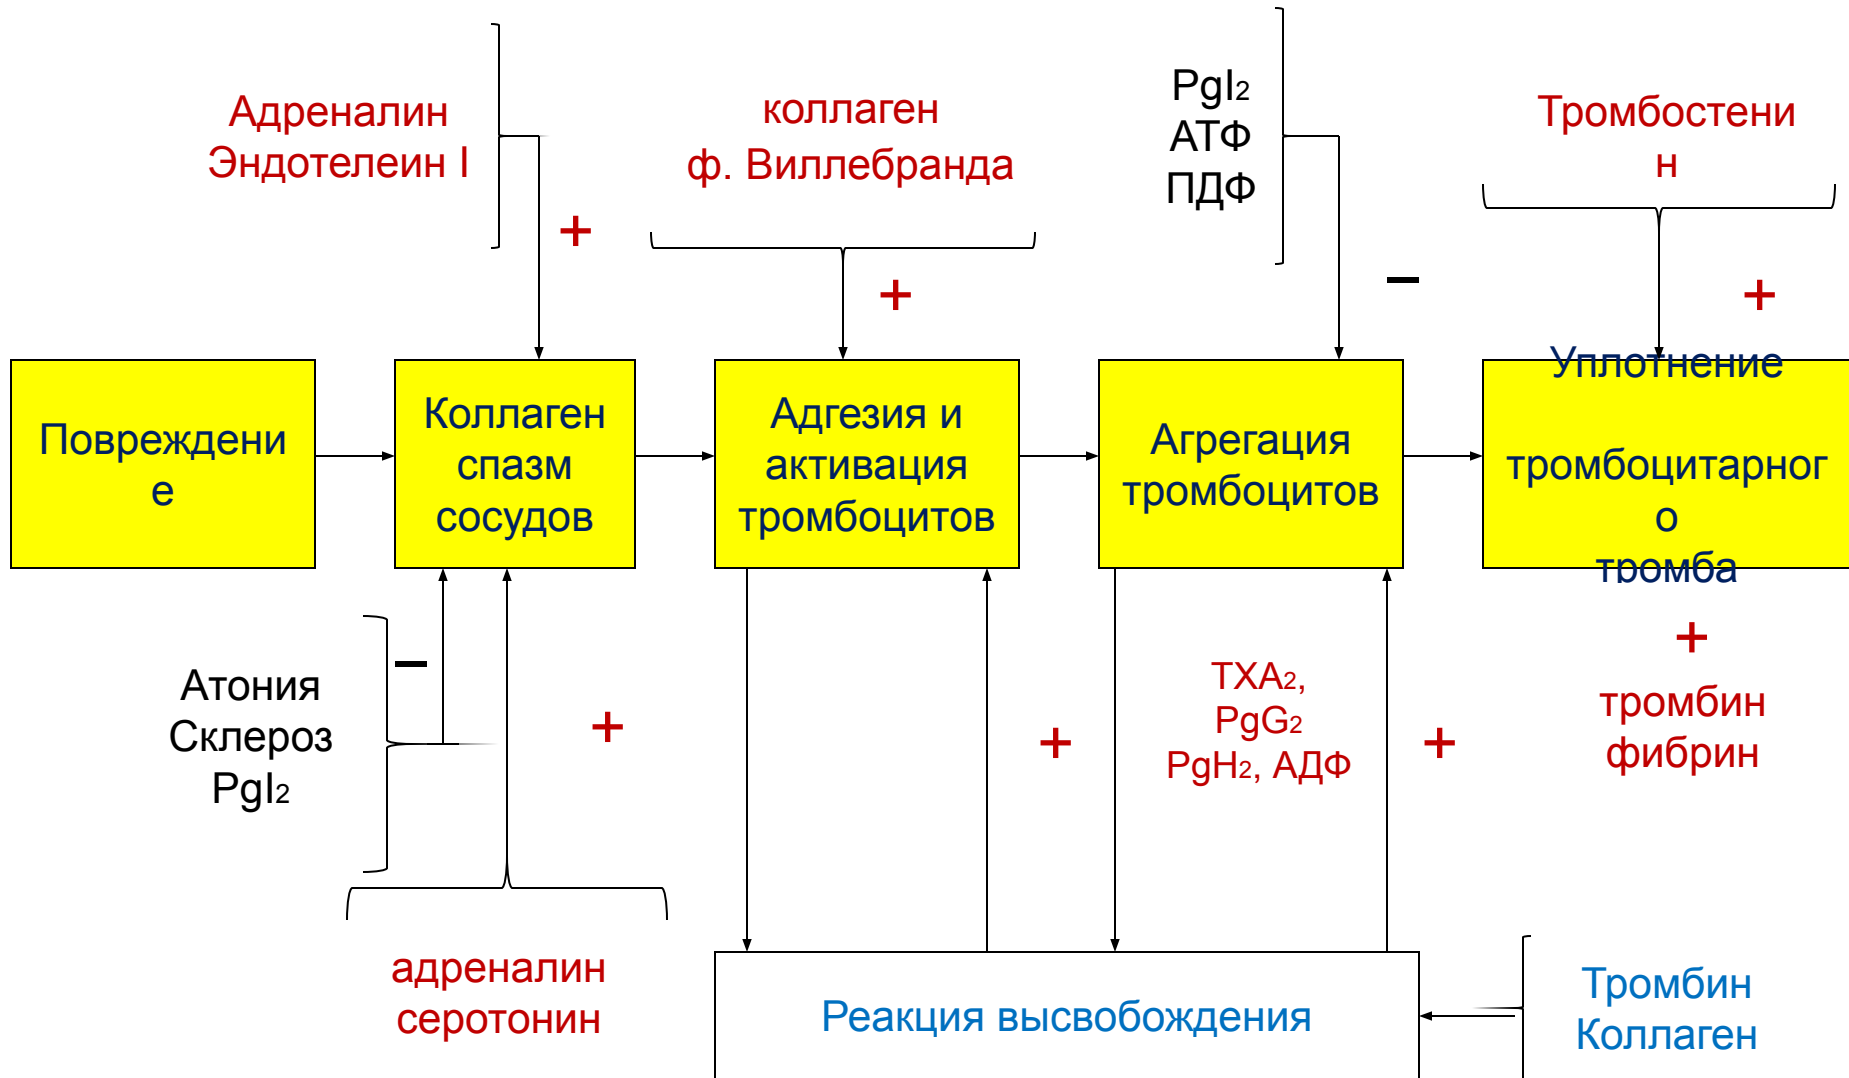 Адреналин
Эндотелеин I
+
коллаген
ф. Виллебранда
+
PgI2
АТФ
ПДФ
–
Тромбостени
н
+
Повреждени
е
Коллаген
спазм
сосудов
Адгезия и
активация
тромбоцитов
Агрегация
тромбоцитов
Уплотнение
тромбоцитарног
о
тромба
Атония
Склероз
PgI2
–
+
+
TXA2,
PgG2
PgH2, АДФ
+
+
тромбин
фибрин
адреналин
серотонин
Реакция высвобождения
Тромбин
Коллаген